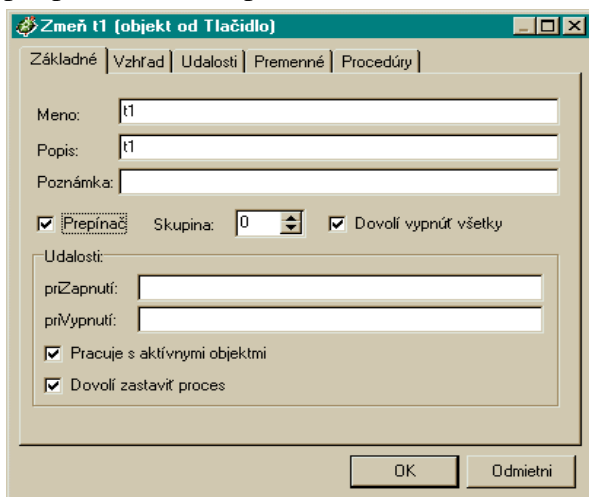 Zmeň t1 (objekt od Tlačidlo)
Základné Vzhľad Udalosti Premenné Procedúry
Meno: t1
Popis: t1
Poznámka:
Prepínač Skupina: 0 Dovolí vypnúť všetky
Udalosti:
priZapnutí:
priVypnutí:
Pracuje s aktívnymi objektmi
Dovolí zastaviť proces
OK Odmietni